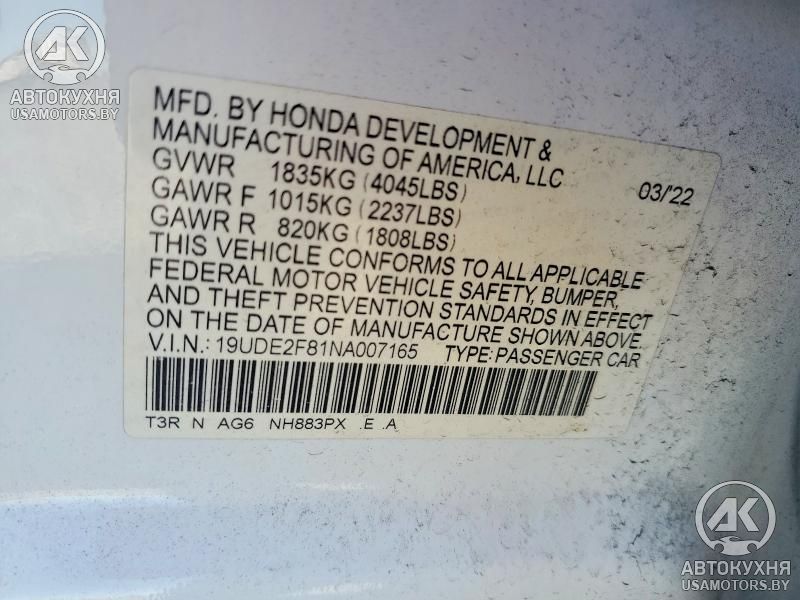 AK
АВТОКУХНЯ
USAMOTORS.BY
MFD. BY HONDA DEVELOPMENT &
MANUFACTURING OF AMERICA, LLC
GVWR 1835KG (4045LBS) 03/'22
GAWR F 1015KG (2237LBS)
GAWR R 820KG (1808LBS)
THIS VEHICLE CONFORMS TO ALL APPLICABLE
FEDERAL MOTOR VEHICLE SAFETY, BUMPER,
AND THEFT PREVENTION STANDARDS IN EFFECT
ON THE DATE OF MANUFACTURE SHOWN ABOVE.
V.I.N.: 19UDE2F81NA007165 TYPE: PASSENGER CAR
T3R N AG6 NH883PX .E .A
AK
АВТОКУХНЯ
USAMOTORS.BY